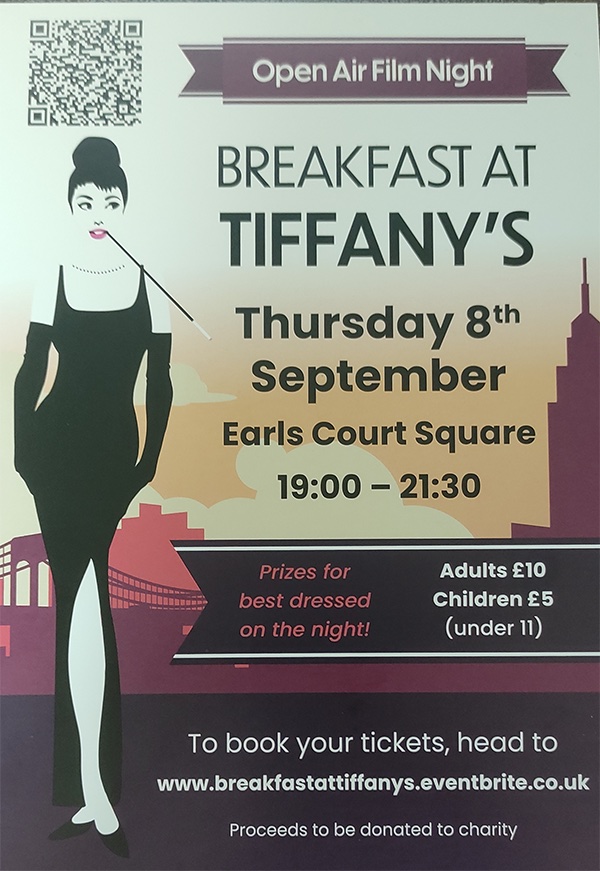 Open Air Film Night
BREAKFAST AT
TIFFANY'S
Thursday 8th
September
Earls Court Square
19:00 – 21:30
Prizes for
best dressed
on the night!
Adults £10
Children £5
(under 11)
To book your tickets, head to
www.breakfastattiffanys.eventbrite.co.uk
Proceeds to be donated to charity